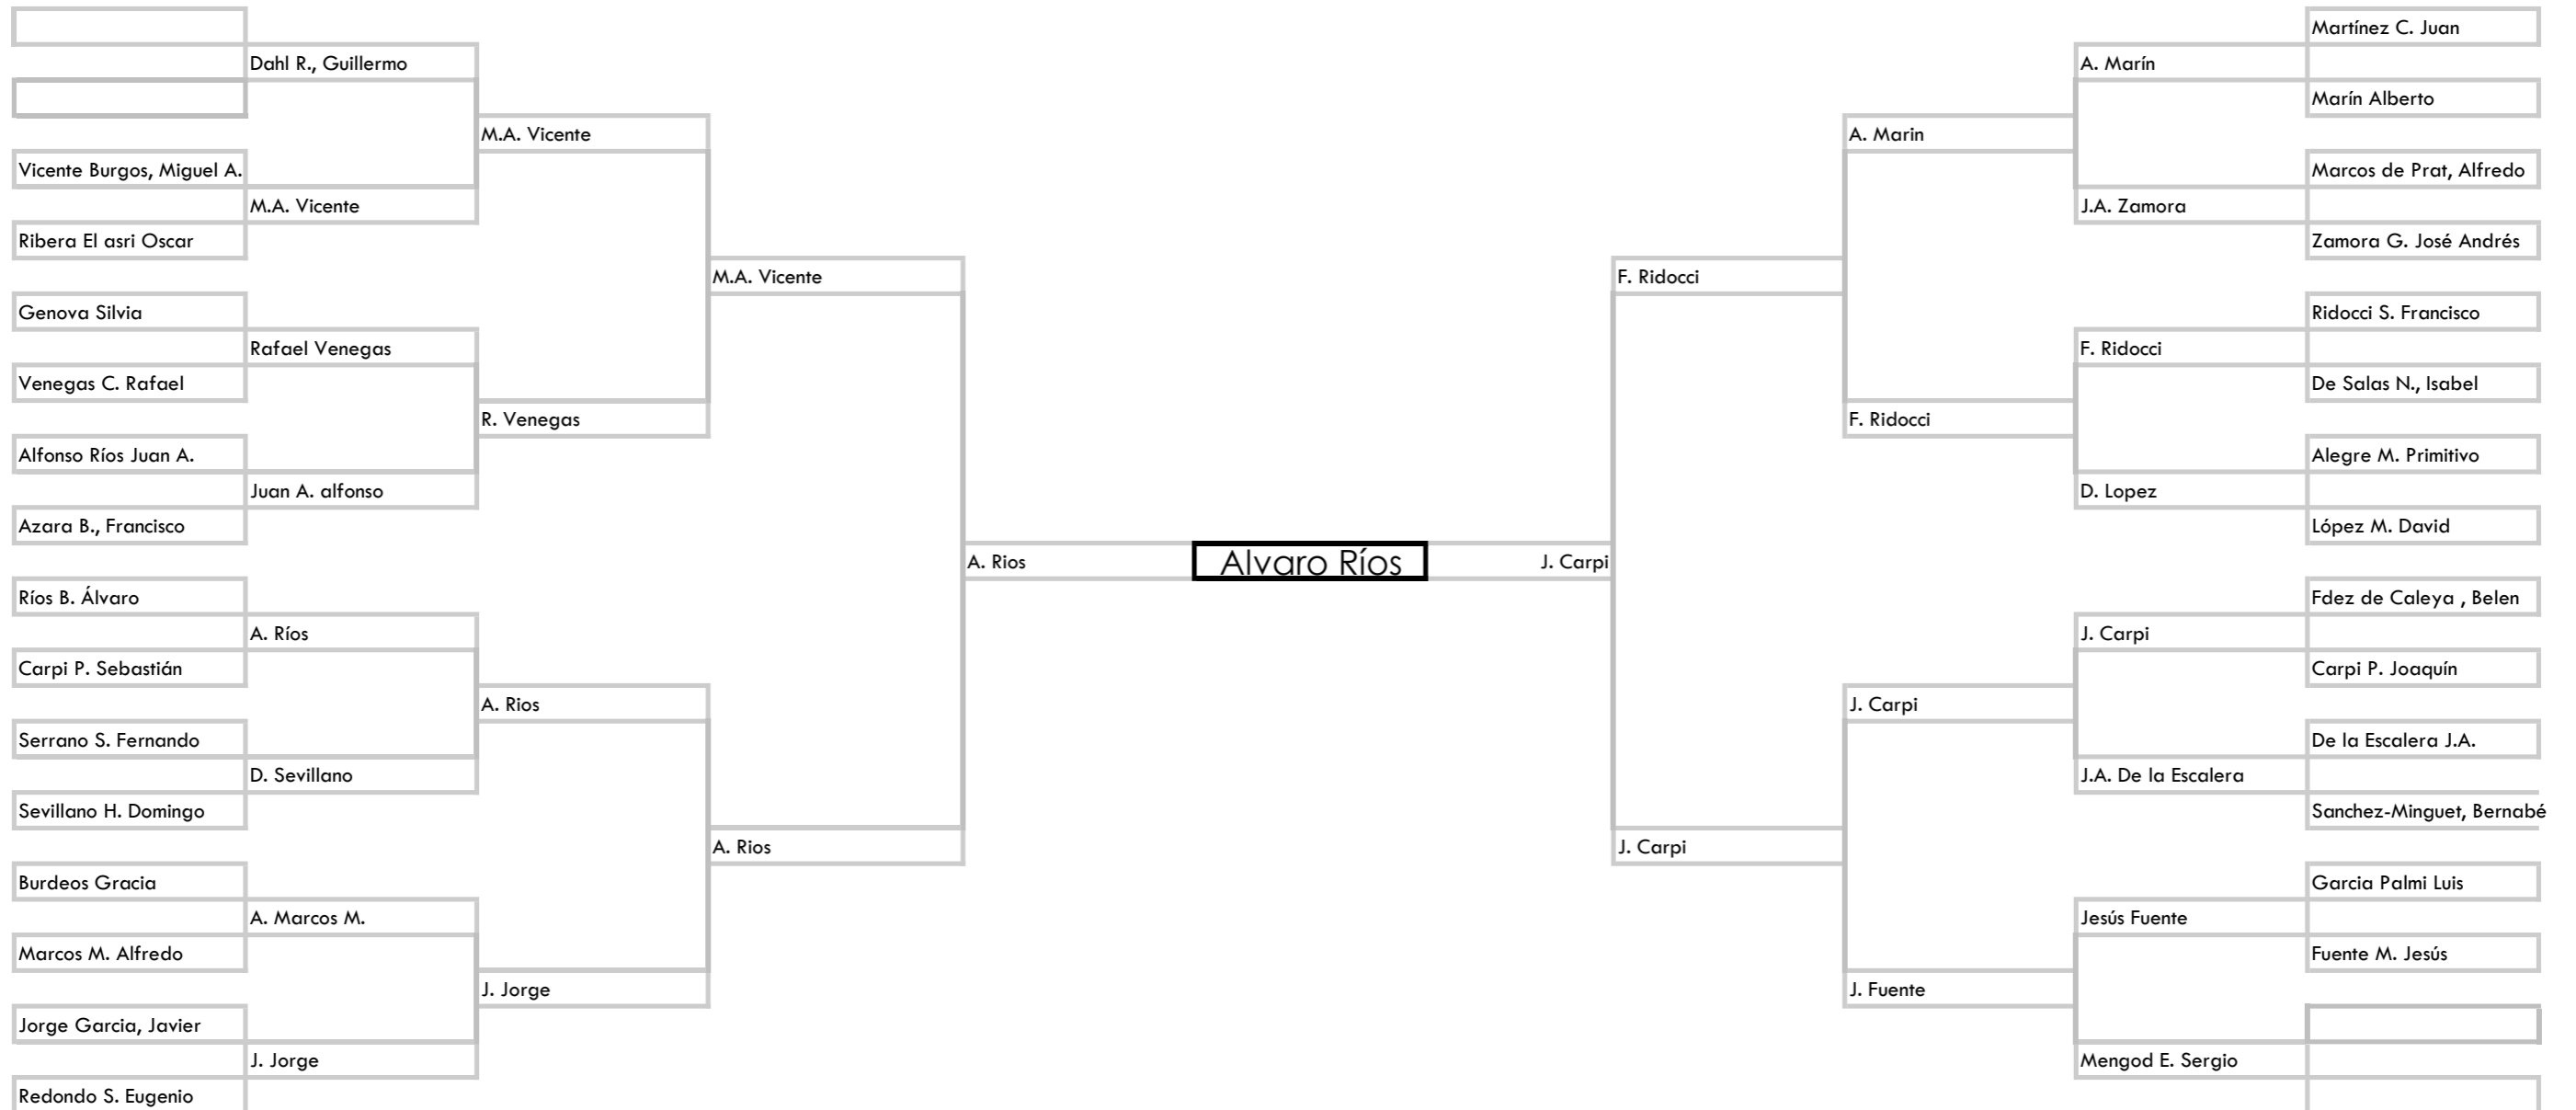 Martínez C. Juan
Dahl R., Guillermo
A. Marín
Marín Alberto
M.A. Vicente
A. Marin
Vicente Burgos, Miguel A.
Marcos de Prat, Alfredo
M.A. Vicente
J.A. Zamora
Ribera El asri Oscar
Zamora G. José Andrés
M.A. Vicente
F. Ridocci
Genova Silvia
Ridocci S. Francisco
Rafael Venegas
F. Ridocci
Venegas C. Rafael
De Salas N., Isabel
R. Venegas
F. Ridocci
Alfonso Ríos Juan A.
Alegre M. Primitivo
Juan A. alfonso
D. Lopez
Azara B., Francisco
López M. David
A. Rios
Alvaro Ríos
J. Carpi
Ríos B. Álvaro
Fdez de Caleya , Belen
A. Ríos
J. Carpi
Carpi P. Sebastián
Carpi P. Joaquín
A. Rios
J. Carpi
Serrano S. Fernando
De la Escalera J.A.
D. Sevillano
J.A. De la Escalera
Sevillano H. Domingo
Sanchez-Minguet, Bernabé
A. Rios
J. Carpi
Burdeos Gracia
Garcia Palmi Luis
A. Marcos M.
Jesús Fuente
Marcos M. Alfredo
Fuente M. Jesús
J. Jorge
J. Fuente
Jorge Garcia, Javier
J. Jorge
Mengod E. Sergio
Redondo S. Eugenio